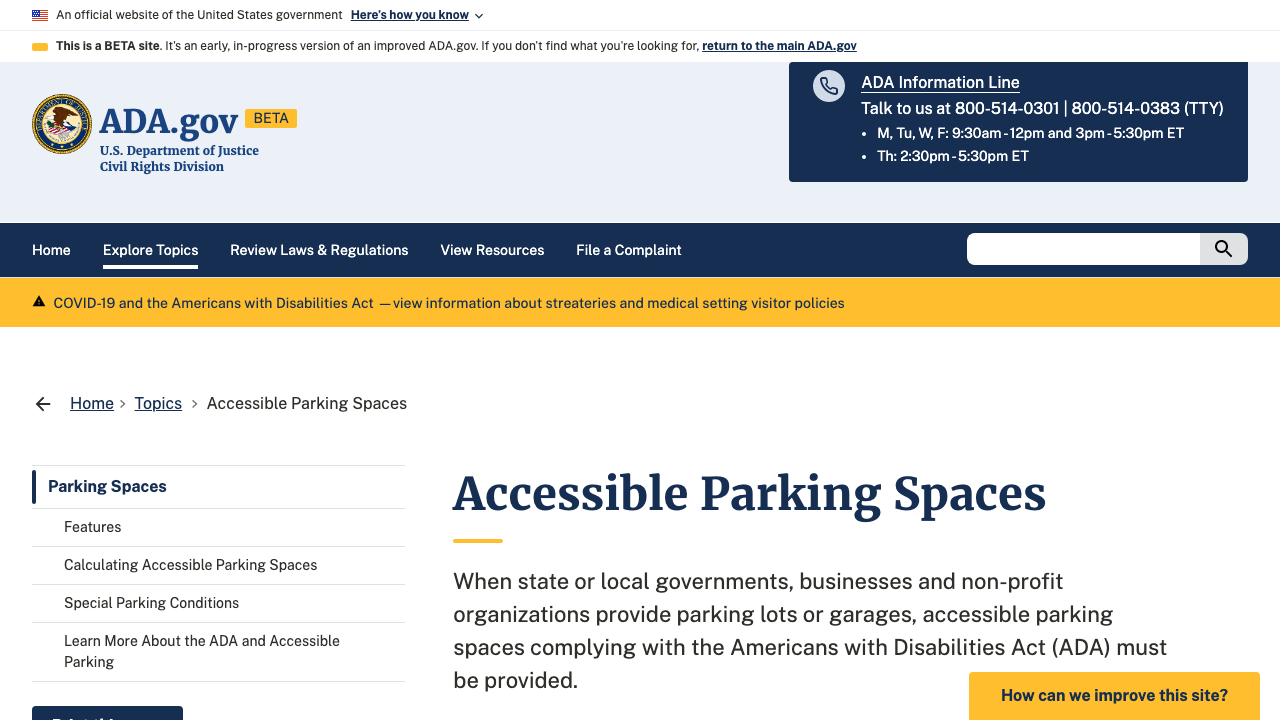 An official website of the United States government Here's how you know
This is a BETA site. It's an early, in-progress version of an improved ADA.gov. If you don't find what you're looking for, return to the main ADA.gov
ADA.gov BETA
U.S. Department of Justice
Civil Rights Division
ADA Information Line
Talk to us at 800-514-0301 | 800-514-0383 (TTY)
• M, Tu, W, F: 9:30am - 12pm and 3pm - 5:30pm ET
• Th: 2:30pm - 5:30pm ET
Home Explore Topics Review Laws & Regulations View Resources File a Complaint
COVID-19 and the Americans with Disabilities Act — view information about streateries and medical setting visitor policies
Home > Topics > Accessible Parking Spaces
Parking Spaces
Features
Calculating Accessible Parking Spaces
Special Parking Conditions
Learn More About the ADA and Accessible
Parking
Accessible Parking Spaces
When state or local governments, businesses and non-profit
organizations provide parking lots or garages, accessible parking
spaces complying with the Americans with Disabilities Act (ADA) must
be provided.
How can we improve this site?